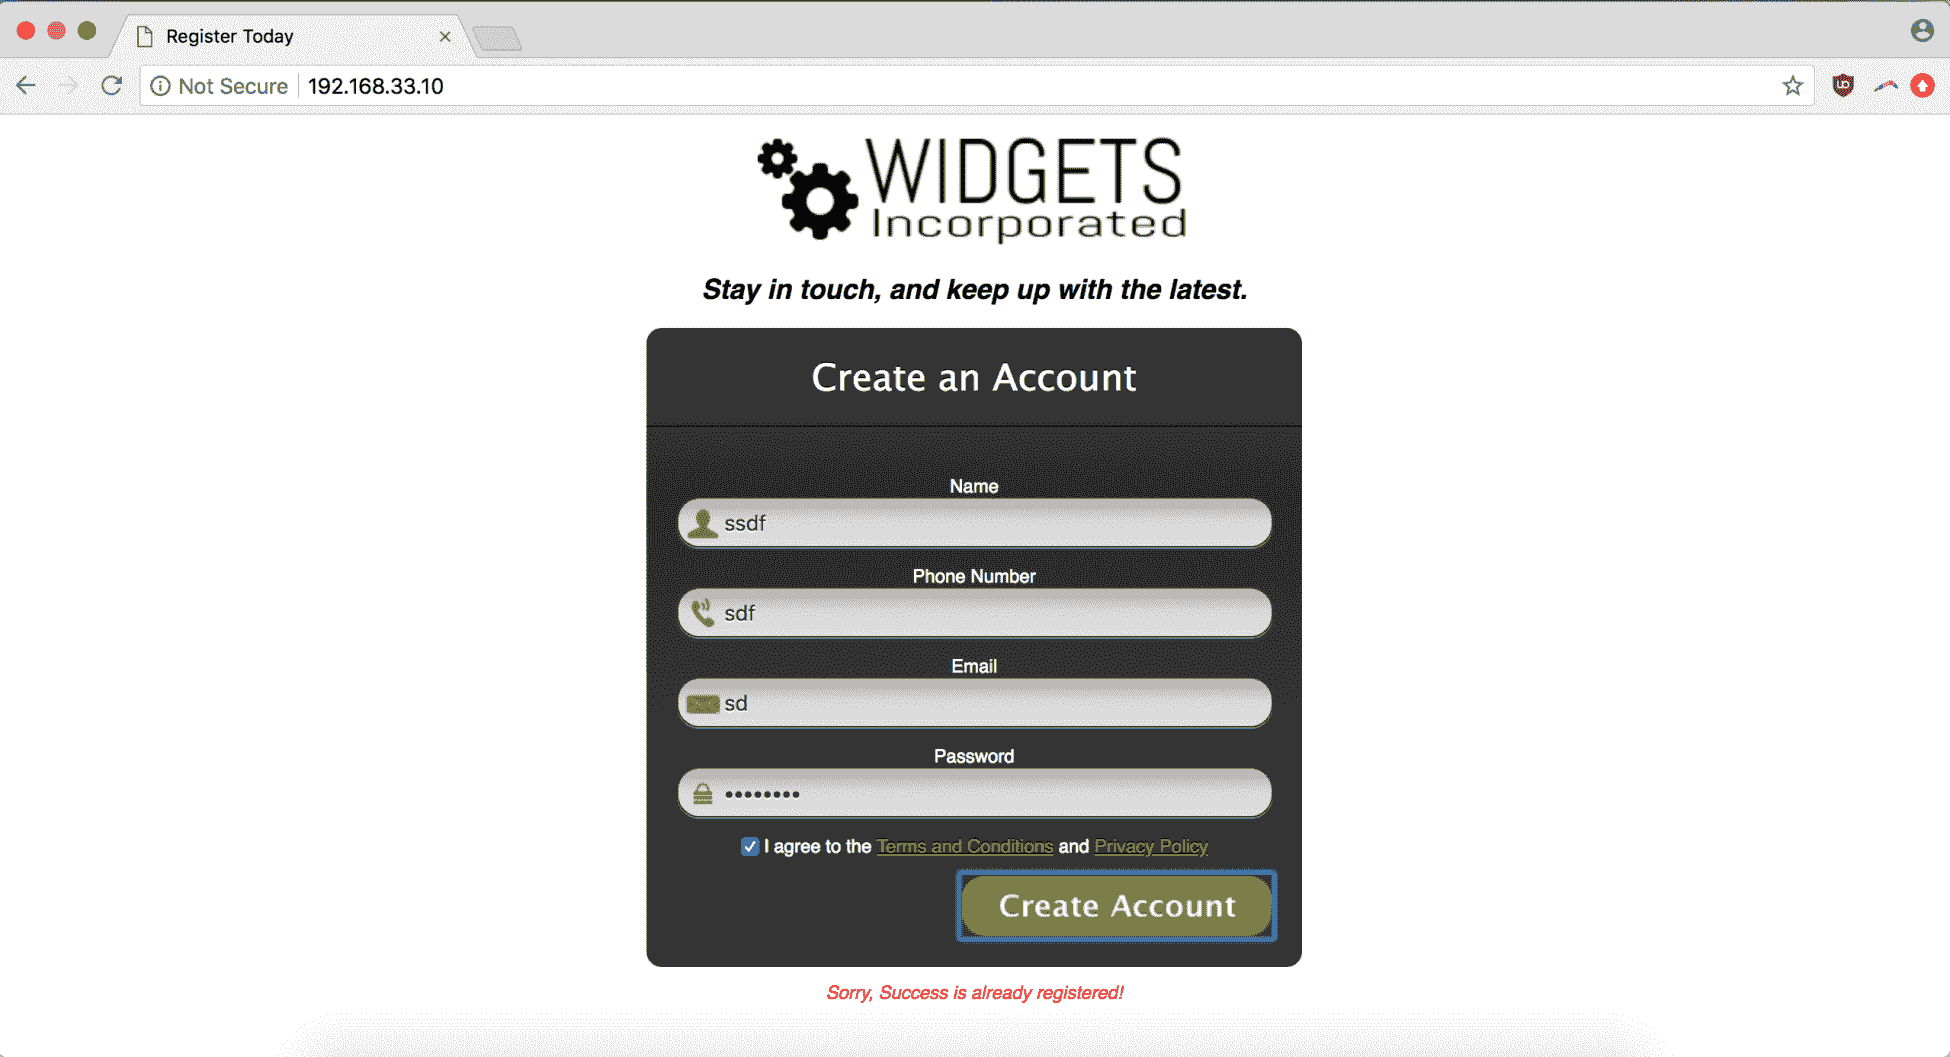 Register Today
Not Secure 192.168.33.10
WIDGETS
Incorporated
Stay in touch, and keep up with the latest.
Create an Account
Name
ssdf
Phone Number
sdf
Email
sd
Password
••••••••
I agree to the Terms and Conditions and Privacy Policy
Create Account
Sorry, Success is already registered!